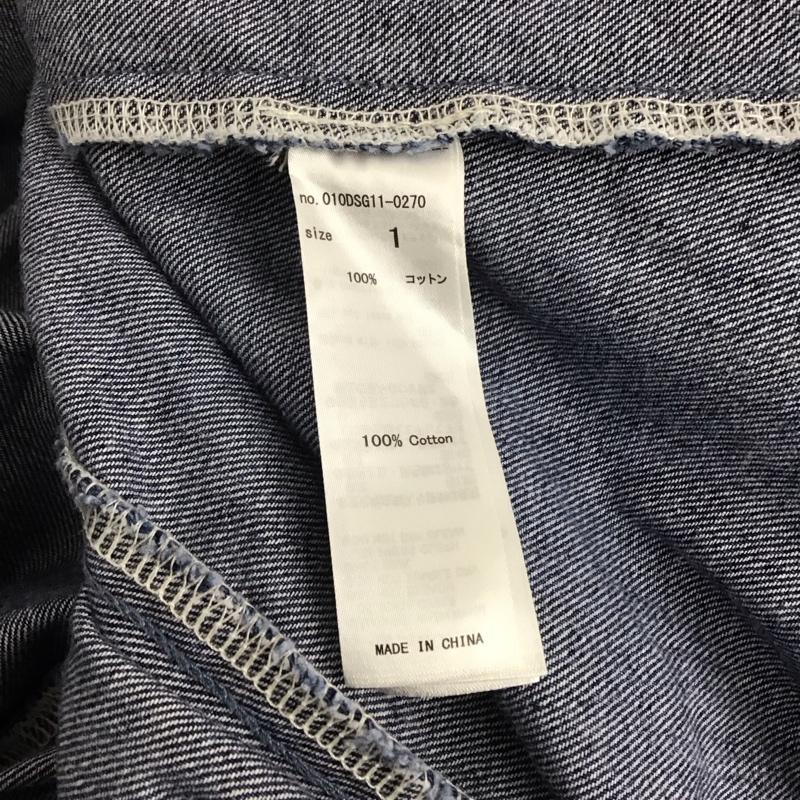 no. 010DSG11-0270
size 1
100% コットン
100% Cotton
MADE IN CHINA